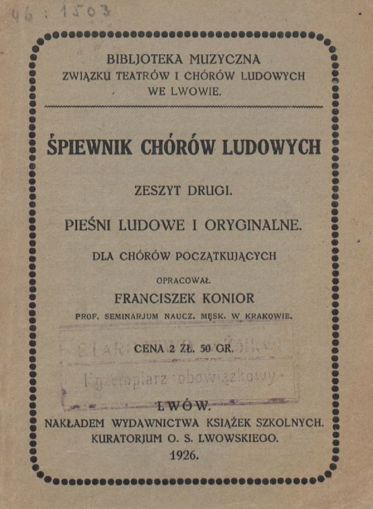 46 : 1503
BIBLJOTEKA MUZYCZNA
ZWIĄZKU TEATRÓW I CHÓRÓW LUDOWYCH
WE LWOWIE.
ŚPIEWNIK CHÓRÓW LUDOWYCH
ZESZYT DRUGI.
PIEŚNI LUDOWE I ORYGINALNE.
DLA CHÓRÓW POCZĄTKUJĄCYCH
OPRACOWAŁ
FRANCISZEK KONIOR
PROF. SEMINARJUM NAUCZ. MĘSK. W KRAKOWIE.
CENA 2 ZŁ. 50 GR.
Egzemplarz obowiązkowy
LWÓW.
NAKŁADEM WYDAWNICTWA KSIĄŻEK SZKOLNYCH.
KURATORJUM O. S. LWOWSKIEGO.
1926.